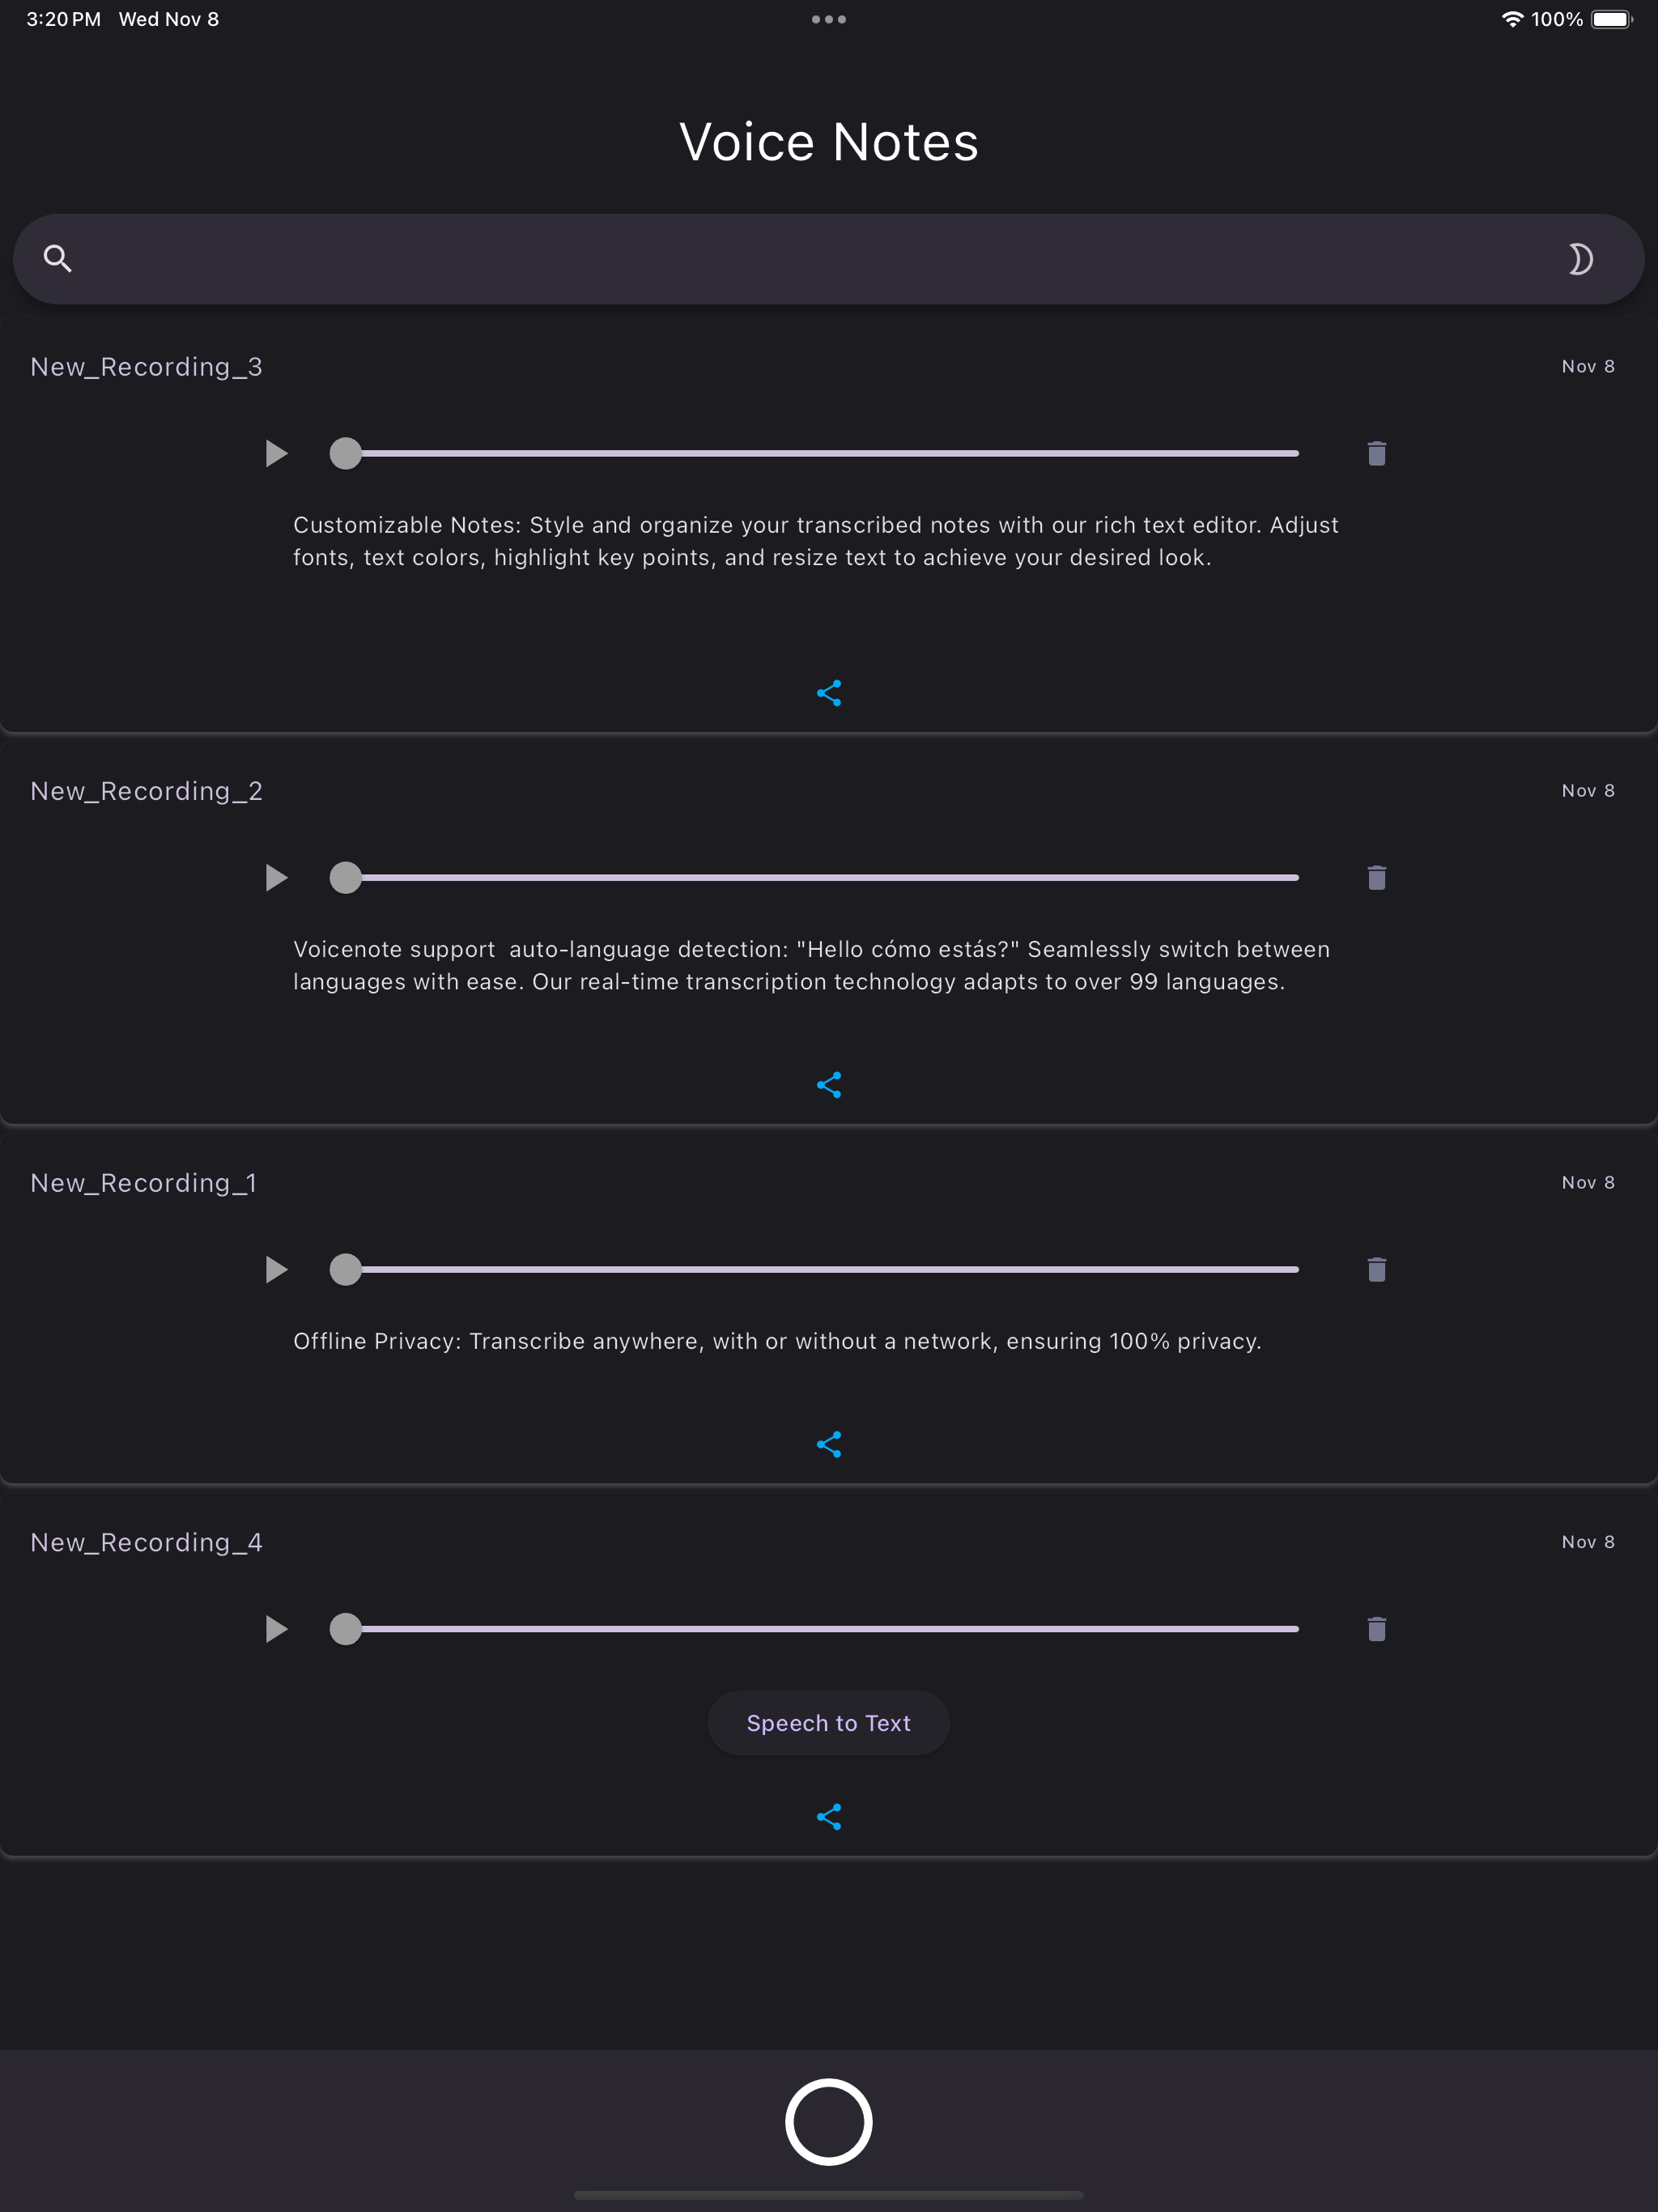 3:20 PM Wed Nov 8
100%
Voice Notes
New_Recording_3
Nov 8
Customizable Notes: Style and organize your transcribed notes with our rich text editor. Adjust
fonts, text colors, highlight key points, and resize text to achieve your desired look.
New_Recording_2
Nov 8
Voicenote support  auto-language detection: "Hello cómo estás?" Seamlessly switch between
languages with ease. Our real-time transcription technology adapts to over 99 languages.
New_Recording_1
Nov 8
Offline Privacy: Transcribe anywhere, with or without a network, ensuring 100% privacy.
New_Recording_4
Nov 8
Speech to Text